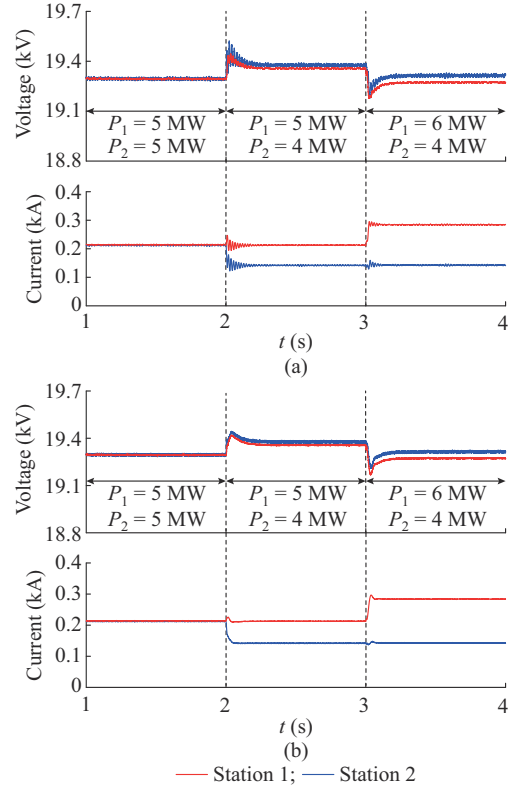 19.7
19.4
19.1
18.8
Voltage (kV)
P1 = 5 MW
P2 = 5 MW
P1 = 5 MW
P2 = 4 MW
P1 = 6 MW
P2 = 4 MW
0.4
0.3
0.2
0.1
0
Current (kA)
1 2 3 4
t (s)
(a)
19.7
19.4
19.1
18.8
Voltage (kV)
P1 = 5 MW
P2 = 5 MW
P1 = 5 MW
P2 = 4 MW
P1 = 6 MW
P2 = 4 MW
0.4
0.3
0.2
0.1
0
Current (kA)
1 2 3 4
t (s)
(b)
Station 1; Station 2